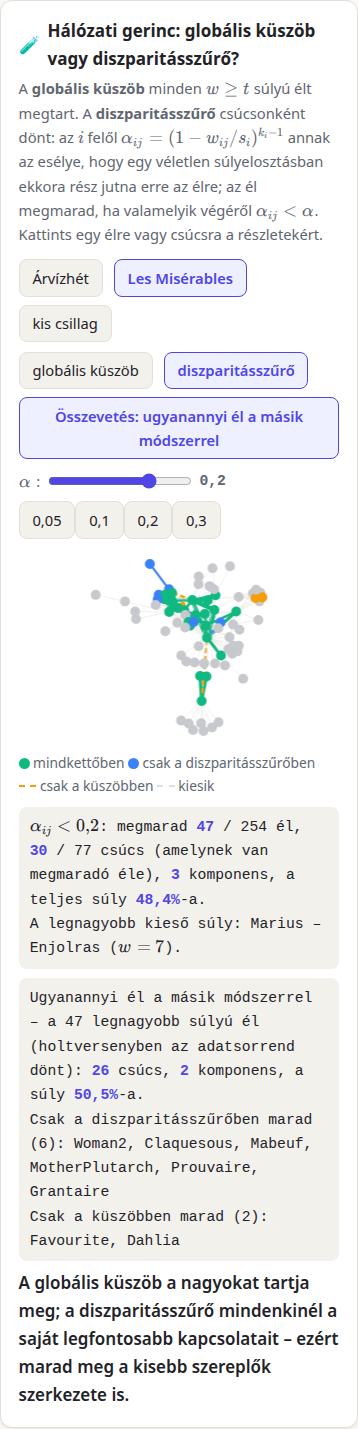 Hálózati gerinc: globális küszöb
vagy diszparitásszűrő?
A globális küszöb minden w ≥ t súlyú élt
megtart. A diszparitásszűrő csúcsonként
dönt: az i felől α_ij = (1 − w_ij/s_i)^{k_i−1} annak
az esélye, hogy egy véletlen súlyelosztásban
ekkora rész jutna erre az élre; az él
megmarad, ha valamelyik végéről α_ij < α.
Kattints egy élre vagy csúcsra a részletekért.
Árvízhét
Les Misérables
kis csillag
globális küszöb
diszparitásszűrő
Összevetés: ugyanannyi él a másik
módszerrel
α : 0,2
0,05 0,1 0,2 0,3
mindkettőben csak a diszparitásszűrőben
csak a küszöbben kiesik
α_ij < 0,2: megmarad 47 / 254 él,
30 / 77 csúcs (amelynek van
megmaradó éle), 3 komponens, a
teljes súly 48,4%-a.
A legnagyobb kieső súly: Marius –
Enjolras (w = 7).
Ugyanannyi él a másik módszerrel
– a 47 legnagyobb súlyú él
(holtversenyben az adatsorrend
dönt): 26 csúcs, 2 komponens, a
súly 50,5%-a.
Csak a diszparitásszűrőben marad
(6): Woman2, Claquesous, Mabeuf,
MotherPlutarch, Prouvaire,
Grantaire
Csak a küszöbben marad (2):
Favourite, Dahlia
A globális küszöb a nagyokat tartja
meg; a diszparitásszűrő mindenkinél a
saját legfontosabb kapcsolatait – ezért
marad meg a kisebb szereplők
szerkezete is.